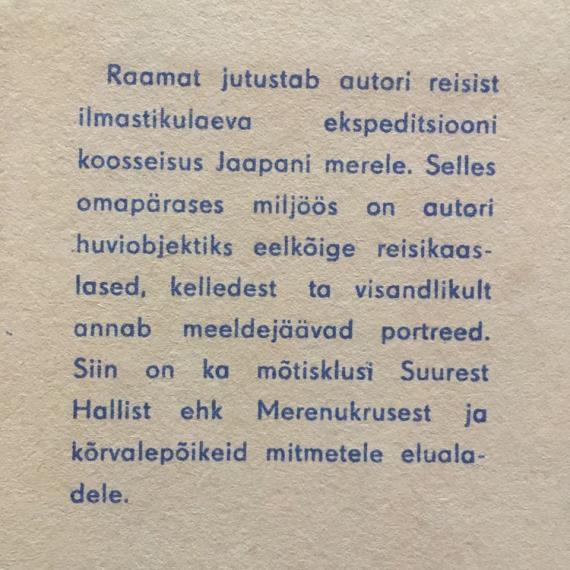 Raamat jutustab autori reisist
ilmastikulaeva ekspeditsiooni
koosseisus Jaapani merele. Selles
omapärases miljöös on autori
huviobjektiks eelkõige reisikaas-
lased, kelledest ta visandlikult
annab meeldejäävad portreed.
Siin on ka mõtisklusi Suurest
Hallist ehk Merenukrusest ja
kõrvalepõikeid mitmetele eluala-
dele.